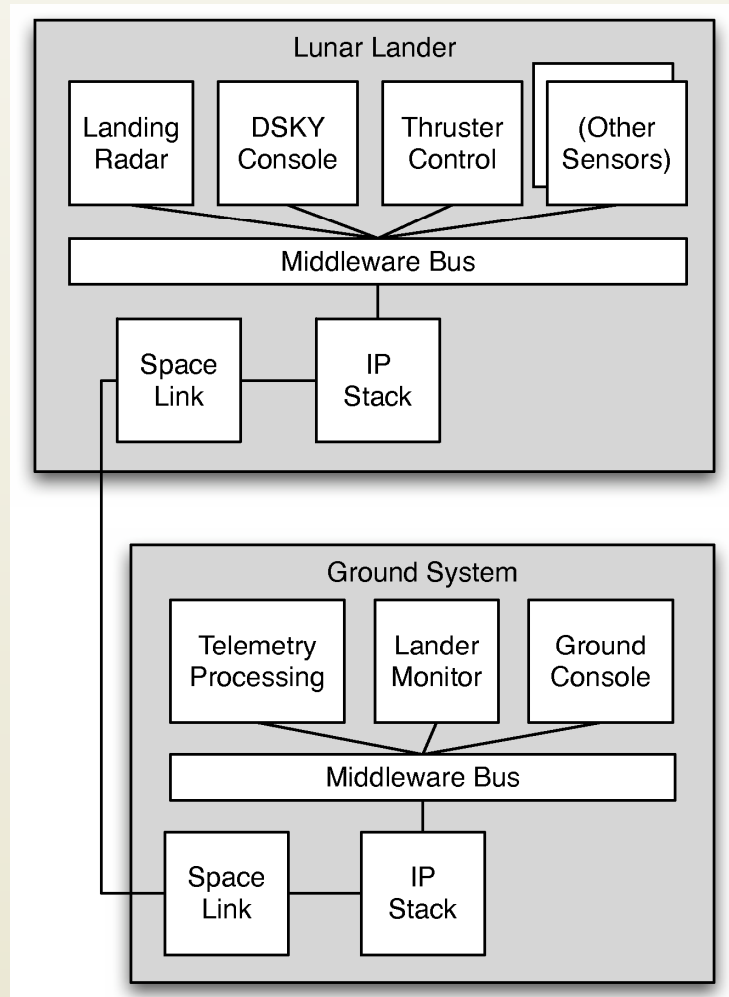 Lunar Lander
Landing
Radar
DSKY
Console
Thruster
Control
(Other
Sensors)
Middleware Bus
Space
Link
IP
Stack
Ground System
Telemetry
Processing
Lander
Monitor
Ground
Console
Middleware Bus
Space
Link
IP
Stack